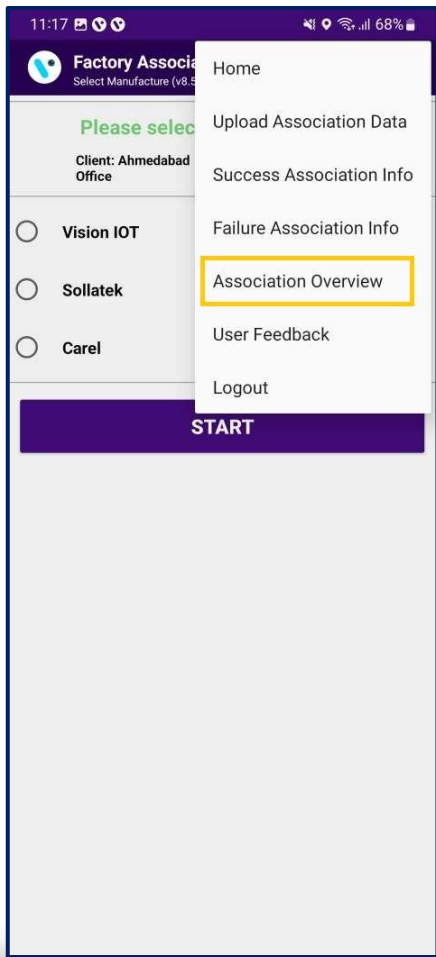 11:17
68%
Factory Associa
Select Manufacture (v8.5
Home
Upload Association Data
Success Association Info
Failure Association Info
Association Overview
User Feedback
Logout
Please selec
Client: Ahmedabad
Office
Vision IOT
Sollatek
Carel
START